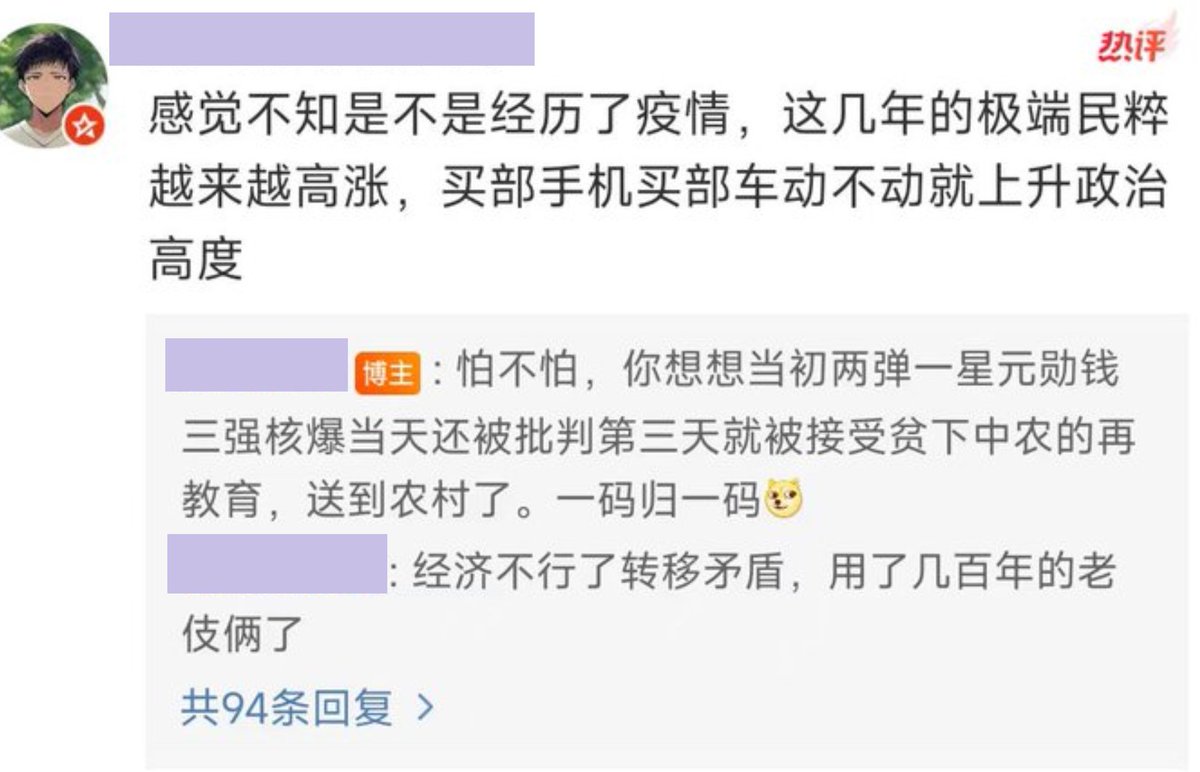 热评
感觉不知是不是经历了疫情，这几年的极端民粹
越来越高涨，买部手机买部车动不动就上升政治
高度
博主：怕不怕，你想想当初两弹一星元勋钱
三强核爆当天还被批判第三天就被接受贫下中农的再
教育，送到农村了。一码归一码
：经济不行了转移矛盾，用了几百年的老
伎俩了
共94条回复 >